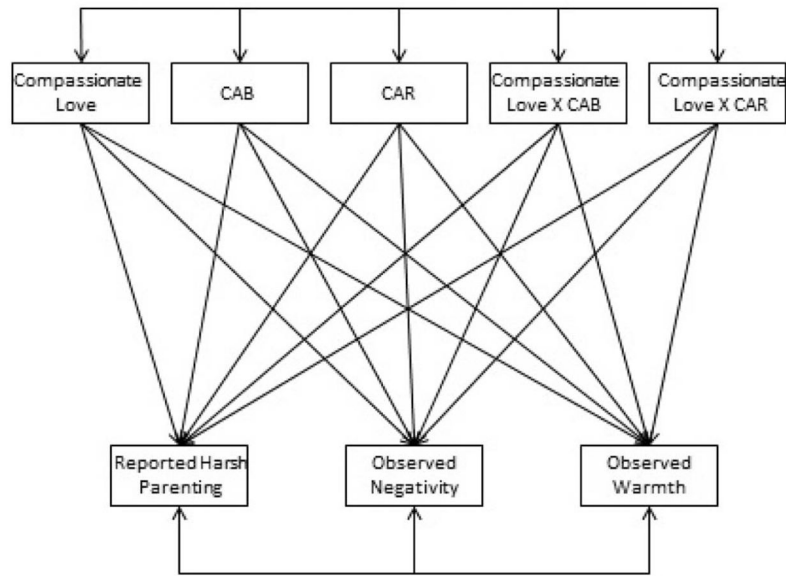 Compassionate
Love
CAB
CAR
Compassionate
Love X CAB
Compassionate
Love X CAR
Reported Harsh
Parenting
Observed
Negativity
Observed
Warmth